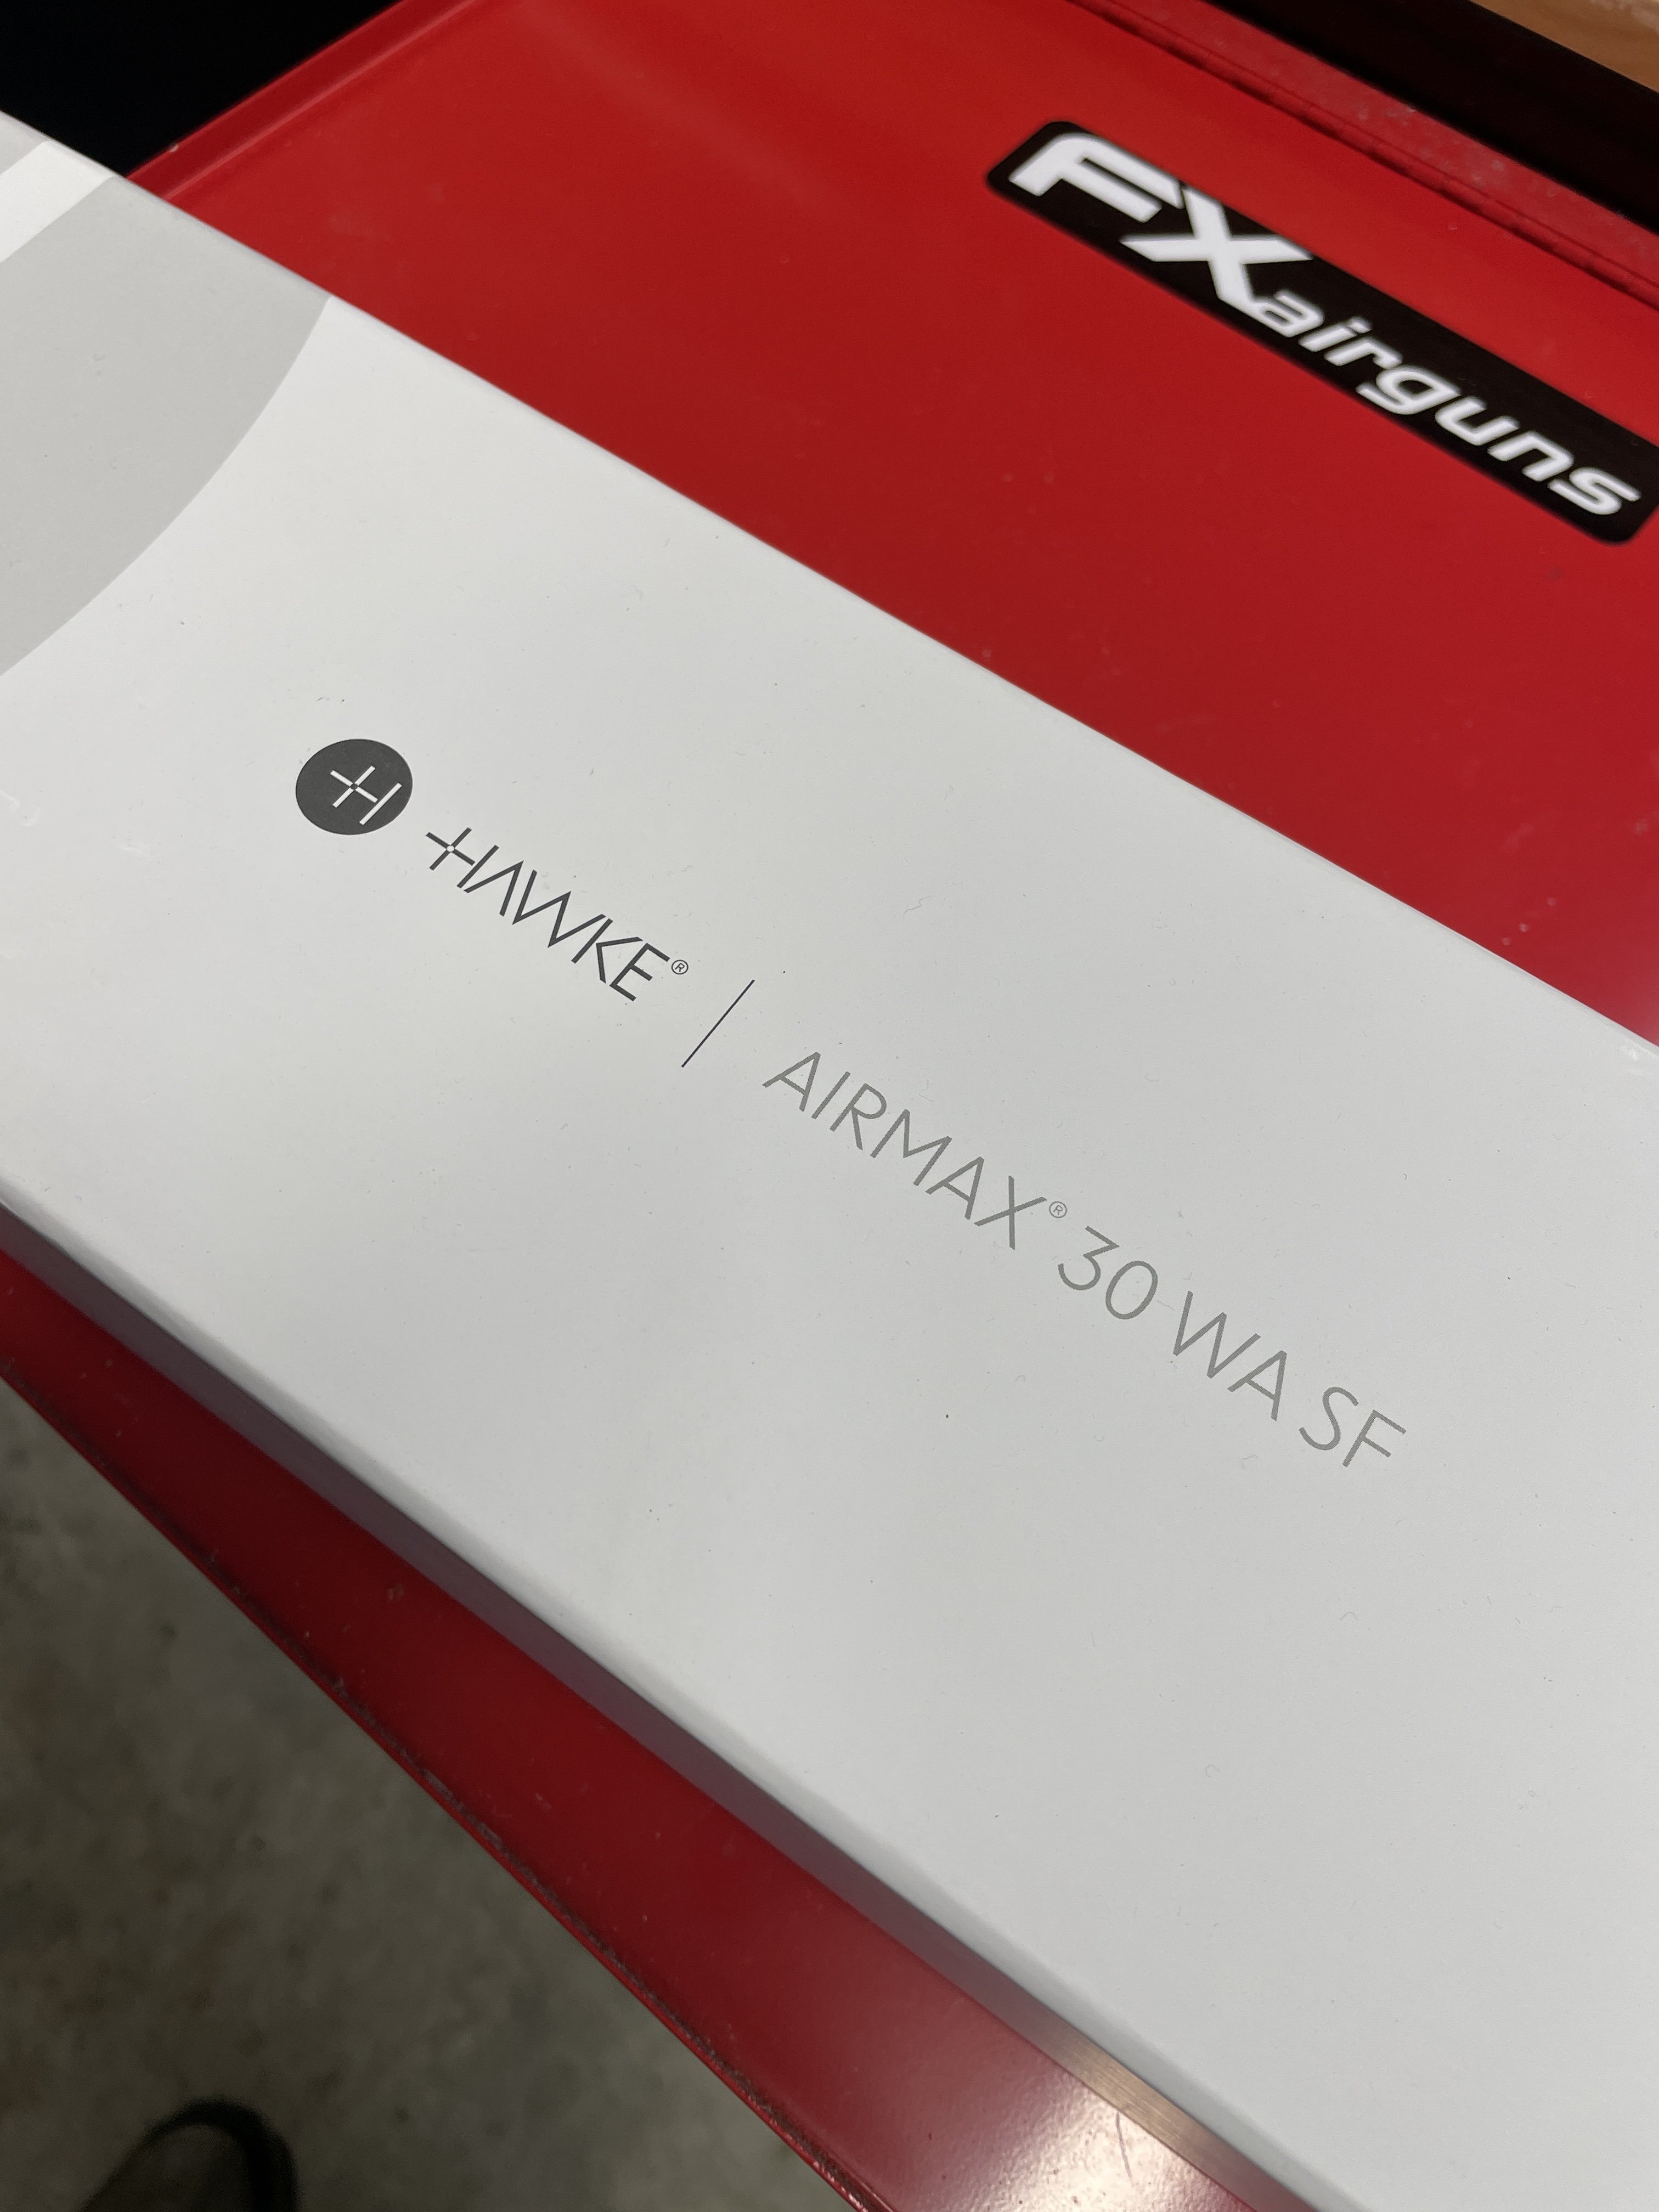 FXairguns
H HAWKE® | AIRMAX® 30 WA SF